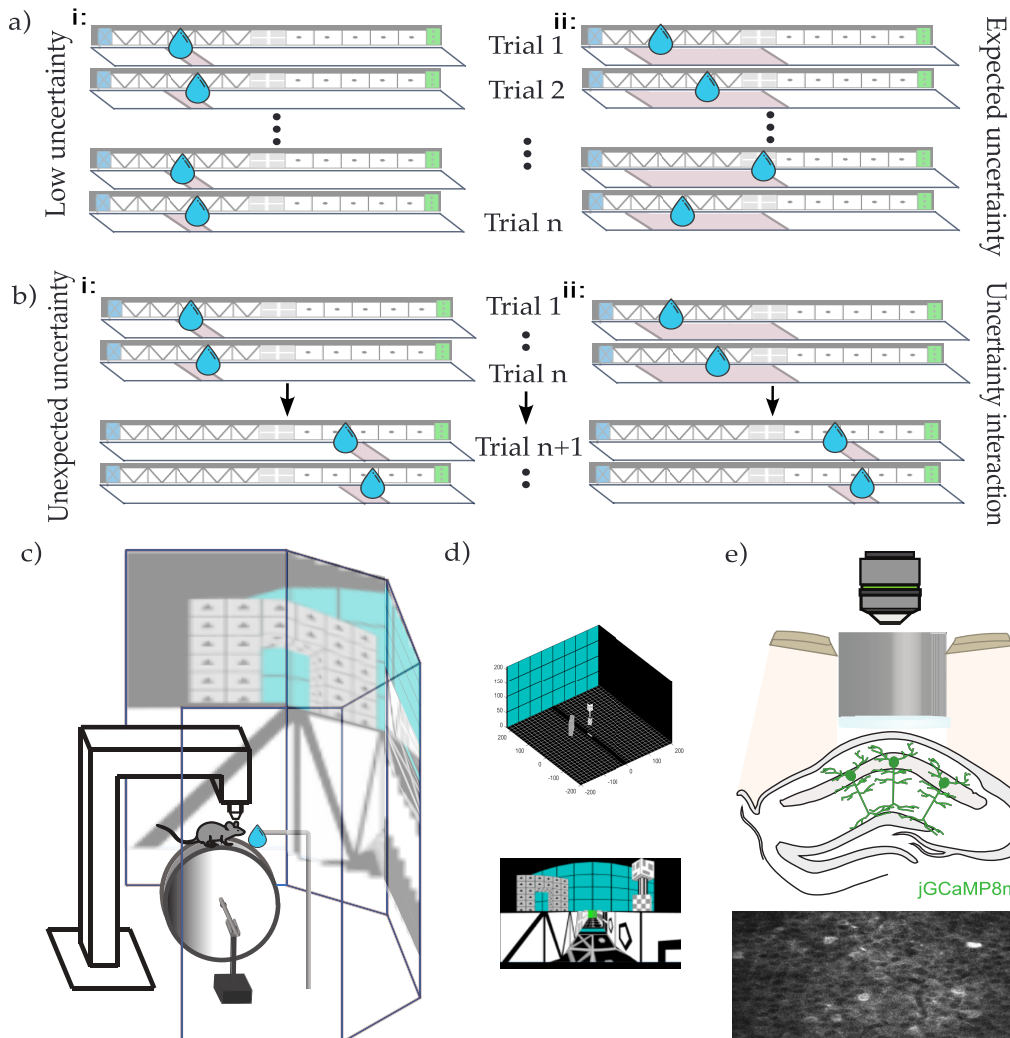 a)
i:
ii:
Low uncertainty
Trial 1
Trial 2
Trial n
Expected uncertainty
b)
i:
ii:
Unexpected uncertainty
Trial 1
Trial n
Trial n+1
Uncertainty interaction
c)
d)
200
150
100
50
0
200
100
0
-100
-200
-200
-100
0
100
200
e)
jGCaMP8m